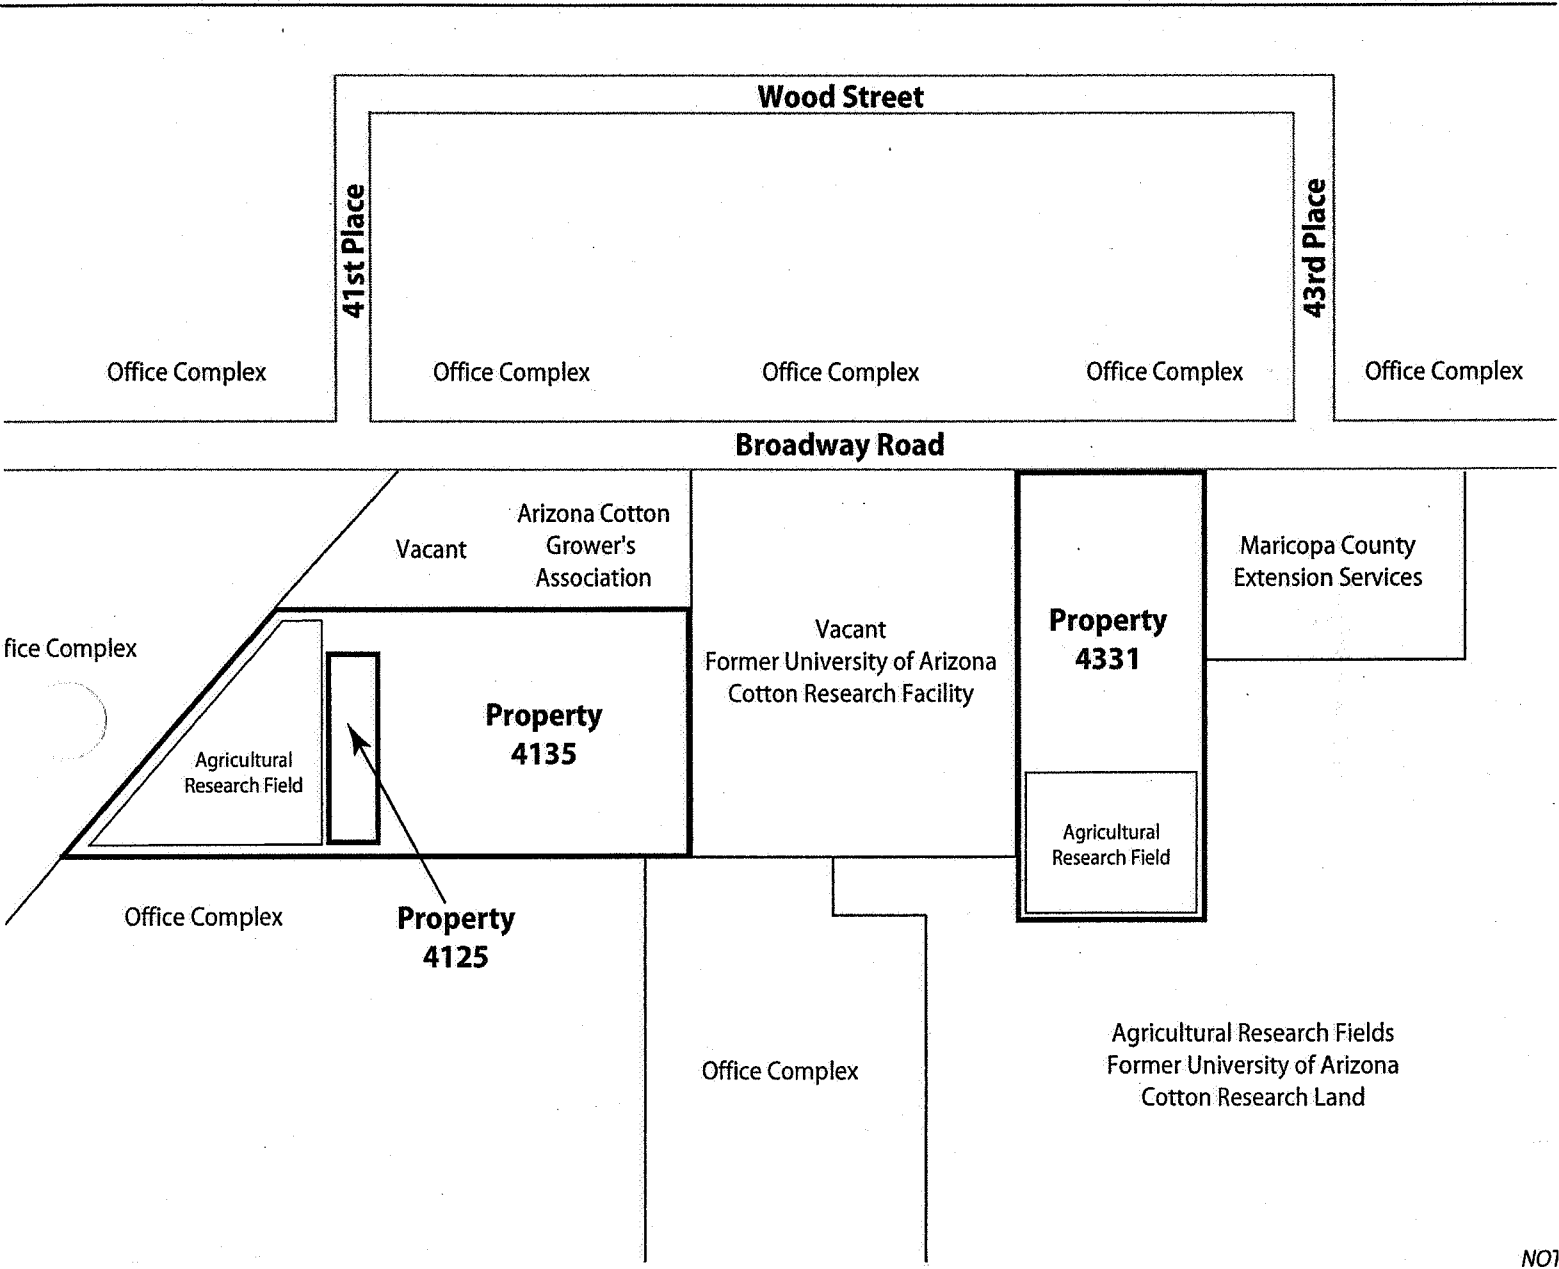 Wood Street
41st Place
43rd Place
Office Complex
Office Complex
Office Complex
Office Complex
Office Complex
Broadway Road
Vacant
Arizona Cotton
Grower's
Association
Maricopa County
Extension Services
fice Complex
Vacant
Former University of Arizona
Cotton Research Facility
Property
4331
Property
4135
Agricultural
Research Field
Agricultural
Research Field
Office Complex
Property
4125
Office Complex
Agricultural Research Fields
Former University of Arizona
Cotton Research Land